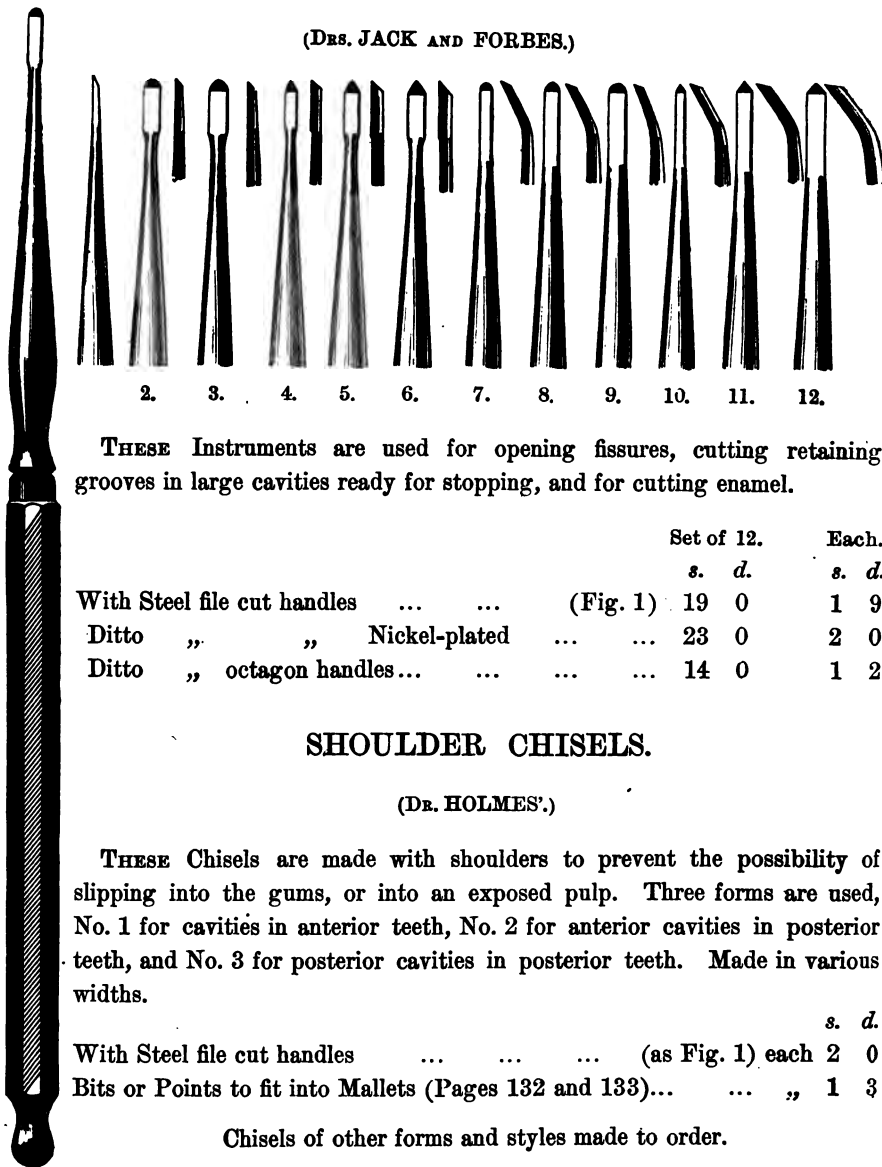 (Drs. JACK AND FORBES.)
2. 3. 4. 5. 6. 7. 8. 9. 10. 11. 12.
THESE Instruments are used for opening fissures, cutting retaining
grooves in large cavities ready for stopping, and for cutting enamel.
Set of 12. Each.
s. d. s. d.
With Steel file cut handles ... ... (Fig. 1) 19 0 1 9
Ditto „ „ Nickel-plated ... ... 23 0 2 0
Ditto „ octagon handles... ... ... ... 14 0 1 2
SHOULDER CHISELS.
(Dr. HOLMES'.)
THESE Chisels are made with shoulders to prevent the possibility of
slipping into the gums, or into an exposed pulp. Three forms are used,
No. 1 for cavities in anterior teeth, No. 2 for anterior cavities in posterior
teeth, and No. 3 for posterior cavities in posterior teeth. Made in various
widths.
s. d.
With Steel file cut handles ... ... ... (as Fig. 1) each 2 0
Bits or Points to fit into Mallets (Pages 132 and 133)... ... „ 1 3
Chisels of other forms and styles made to order.